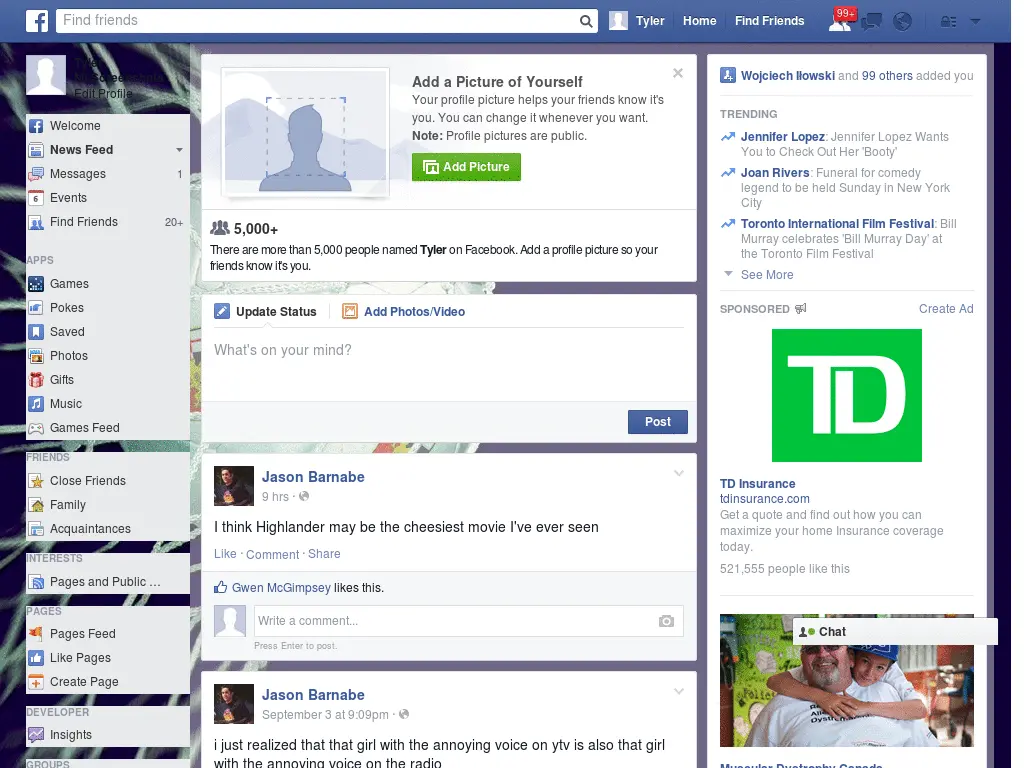 Find friends
Tyler
Home
Find Friends
99+
Tyler
Edit Profile
Welcome
News Feed
Messages 1
6 Events
Find Friends 20+
APPS
Games
Pokes
Saved
Photos
Gifts
Music
Games Feed
FRIENDS
Close Friends
Family
Acquaintances
INTERESTS
Pages and Public ...
PAGES
Pages Feed
Like Pages
Create Page
DEVELOPER
Insights
GROUPS
Add a Picture of Yourself
Your profile picture helps your friends know it's
you. You can change it whenever you want.
Note: Profile pictures are public.
Add Picture
5,000+
There are more than 5,000 people named Tyler on Facebook. Add a profile picture so your
friends know it's you.
Update Status
Add Photos/Video
What's on your mind?
Post
Jason Barnabe
9 hrs ·
I think Highlander may be the cheesiest movie I've ever seen
Like · Comment · Share
Gwen McGimpsey likes this.
Write a comment...
Press Enter to post.
Jason Barnabe
September 3 at 9:09pm ·
i just realized that that girl with the annoying voice on ytv is also that girl
with the annoying voice on the radio
Wojciech Ilowski and 99 others added you
TRENDING
Jennifer Lopez: Jennifer Lopez Wants
You to Check Out Her 'Booty'
Joan Rivers: Funeral for comedy
legend to be held Sunday in New York
City
Toronto International Film Festival: Bill
Murray celebrates 'Bill Murray Day' at
the Toronto Film Festival
See More
SPONSORED
Create Ad
TD
TD Insurance
tdinsurance.com
Get a quote and find out how you can
maximize your home Insurance coverage
today.
521,555 people like this
Chat
Muscular Dystrophy Canada